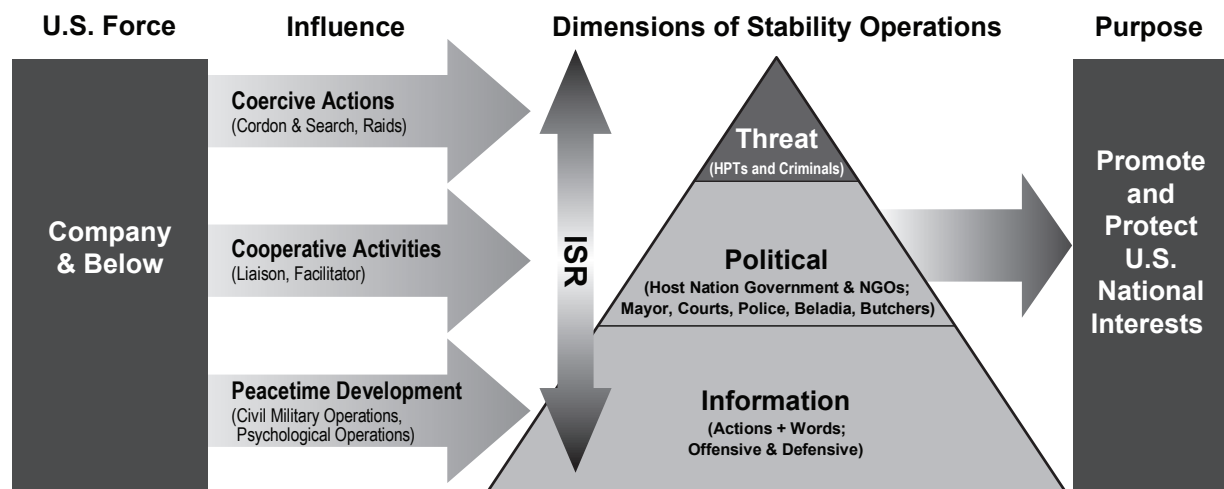 U.S. Force
Influence
Dimensions of Stability Operations
Purpose
Company
& Below
Coercive Actions
(Cordon & Search, Raids)
Cooperative Activities
(Liaison, Facilitator)
Peacetime Development
(Civil Military Operations,
Psychological Operations)
ISR
Threat
(HPTs and Criminals)
Political
(Host Nation Government & NGOs;
Mayor, Courts, Police, Beladia, Butchers)
Information
(Actions + Words;
Offensive & Defensive)
Promote
and
Protect
U.S.
National
Interests